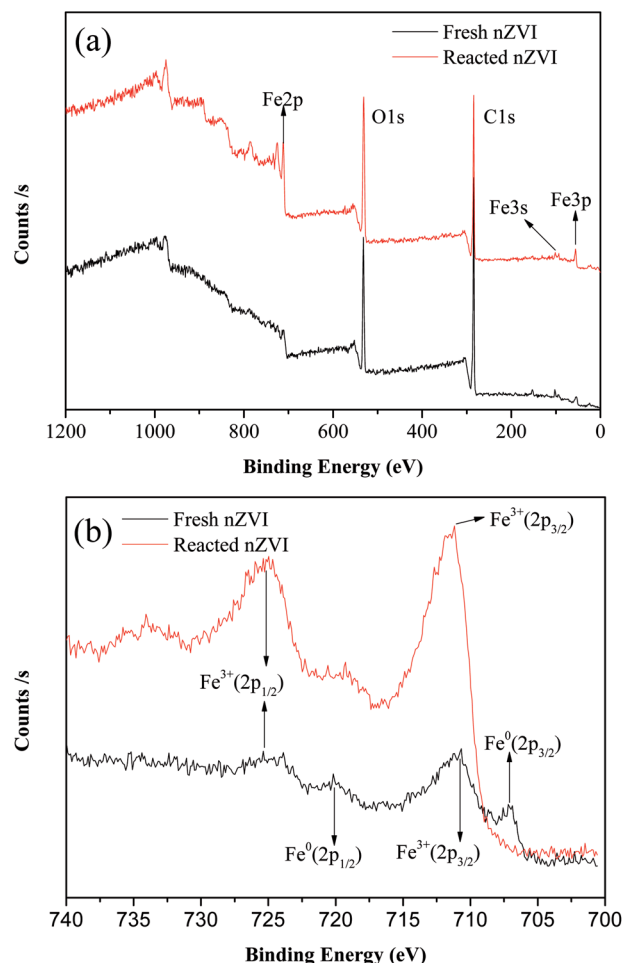 (a)
Fresh nZVI
Reacted nZVI
Fe2p
O1s
C1s
Fe3s
Fe3p
Counts /s
1200 1000 800 600 400 200 0
Binding Energy (eV)
(b)
Fresh nZVI
Reacted nZVI
Fe³⁺(2p₃/₂)
Fe³⁺(2p₁/₂)
Fe⁰(2p₃/₂)
Fe⁰(2p₁/₂)
Fe³⁺(2p₃/₂)
Counts /s
740 735 730 725 720 715 710 705 700
Binding Energy (eV)